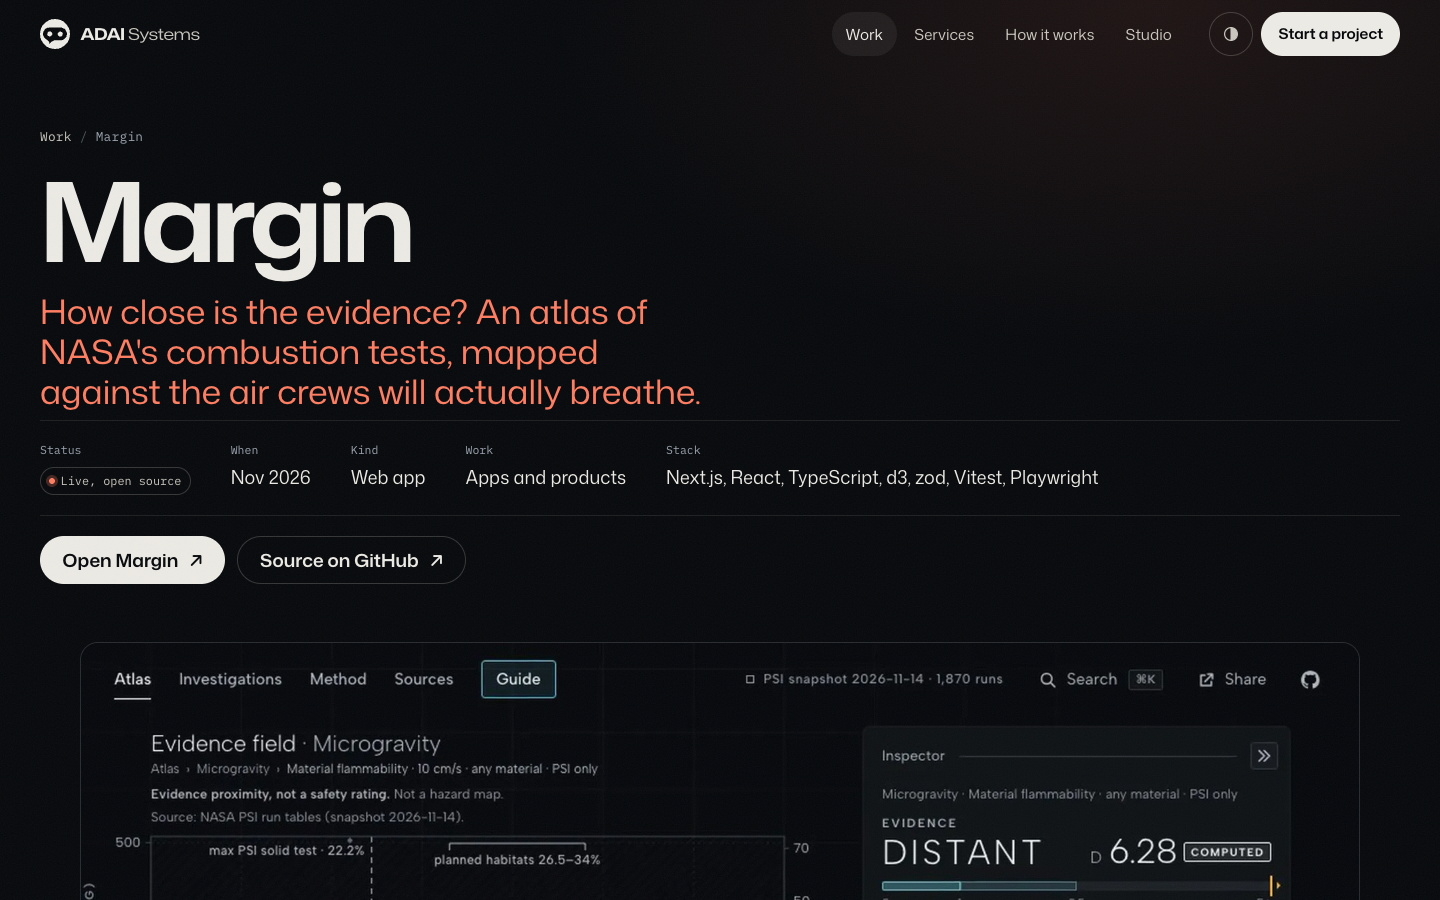 ADAI Systems
Work Services How it works Studio Start a project
Work / Margin
Margin
How close is the evidence? An atlas of
NASA's combustion tests, mapped
against the air crews will actually breathe.
Status When Kind Work Stack
Live, open source Nov 2026 Web app Apps and products Next.js, React, TypeScript, d3, zod, Vitest, Playwright
Open Margin Source on GitHub
Atlas Investigations Method Sources Guide PSI snapshot 2026-11-14 · 1,870 runs Search ⌘K Share
Evidence field · Microgravity
Atlas › Microgravity › Material flammability · 10 cm/s · any material · PSI only
Evidence proximity, not a safety rating. Not a hazard map.
Source: NASA PSI run tables (snapshot 2026-11-14).
500
max PSI solid test · 22.2%
planned habitats 26.5–34%
70
Inspector
Microgravity · Material flammability · any material · PSI only
EVIDENCE
DISTANT D 6.28 COMPUTED